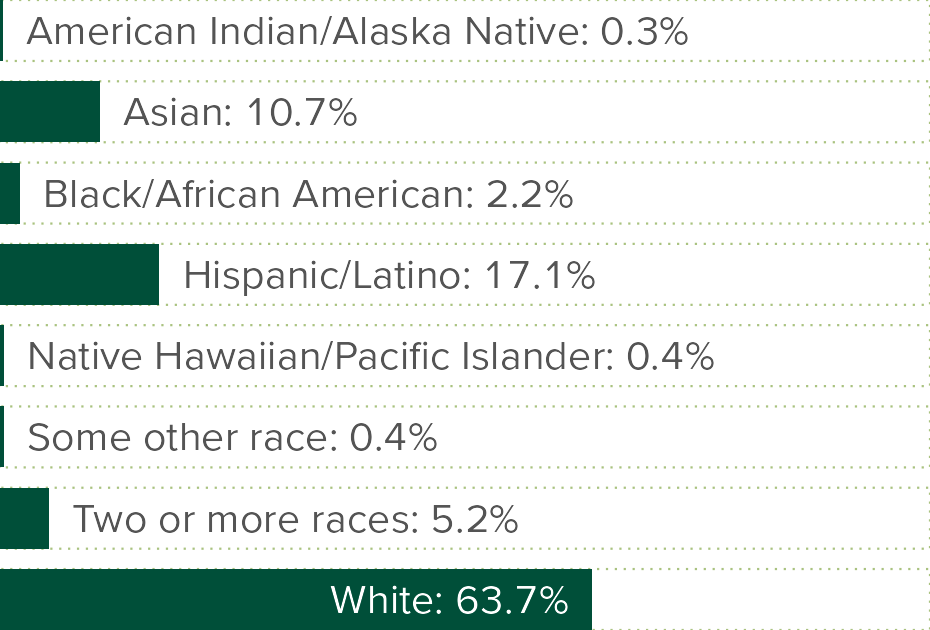 American Indian/Alaska Native: 0.3%
Asian: 10.7%
Black/African American: 2.2%
Hispanic/Latino: 17.1%
Native Hawaiian/Pacific Islander: 0.4%
Some other race: 0.4%
Two or more races: 5.2%
White: 63.7%